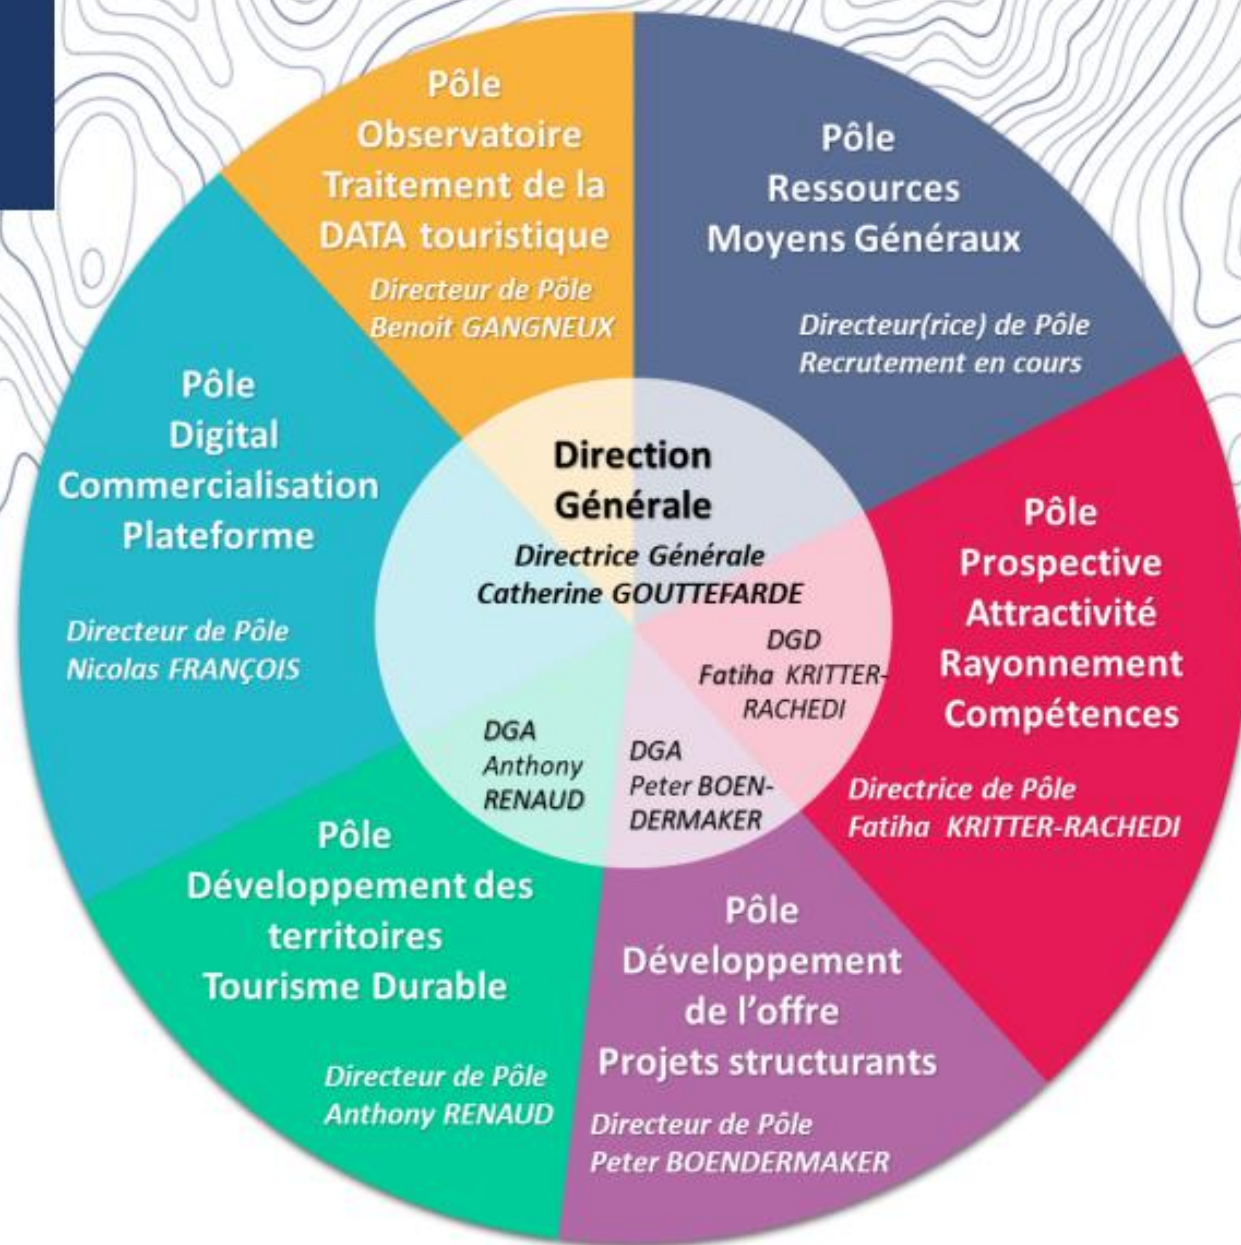 Pôle
Observatoire
Traitement de la
DATA touristique
Directeur de Pôle
Benoit GANGNEUX
Pôle
Ressources
Moyens Généraux
Directeur(rice) de Pôle
Recrutement en cours
Pôle
Digital
Commercialisation
Plateforme
Directeur de Pôle
Nicolas FRANÇOIS
Direction
Générale
Directrice Générale
Catherine GOUTTEFARDE
DGD
Fatiha KRITTER-
RACHEDI
DGA
Anthony
RENAUD
DGA
Peter BOEN-
DERMAKER
Pôle
Prospective
Attractivité
Rayonnement
Compétences
Directrice de Pôle
Fatiha KRITTER-RACHEDI
Pôle
Développement des
territoires
Tourisme Durable
Directeur de Pôle
Anthony RENAUD
Pôle
Développement
de l’offre
Projets structurants
Directeur de Pôle
Peter BOENDERMAKER